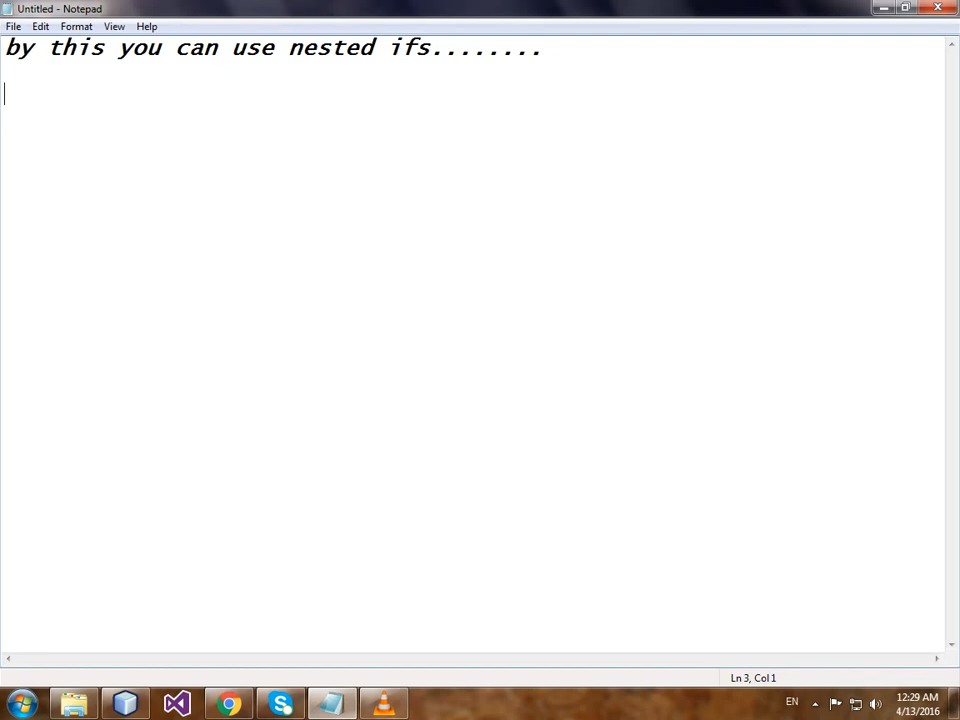 Untitled - Notepad
File Edit Format View Help
by this you can use nested ifs........
Ln 3, Col 1
EN
12:29 AM
4/13/2016